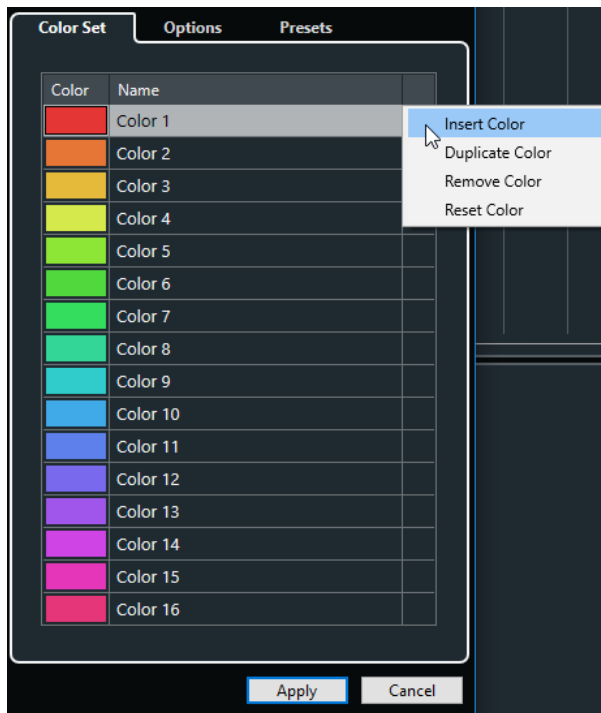 Color Set Options Presets
Color Name
Color 1 Insert Color
Color 2 Duplicate Color
Color 3 Remove Color
Color 4 Reset Color
Color 5
Color 6
Color 7
Color 8
Color 9
Color 10
Color 11
Color 12
Color 13
Color 14
Color 15
Color 16
Apply Cancel